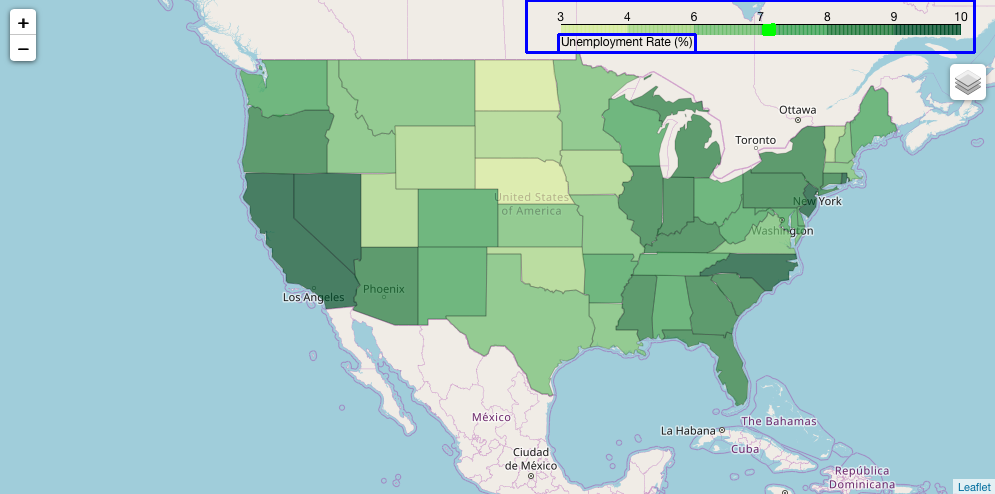 +
−
3 4 6 7 8 9 10
Unemployment Rate (%)
Ottawa
Toronto
United States
of America
New York
Washington
Phoenix
Los Angeles
México
Ciudad
de México
La Habana
The Bahamas
Cuba
República
Dominicana
Leaflet